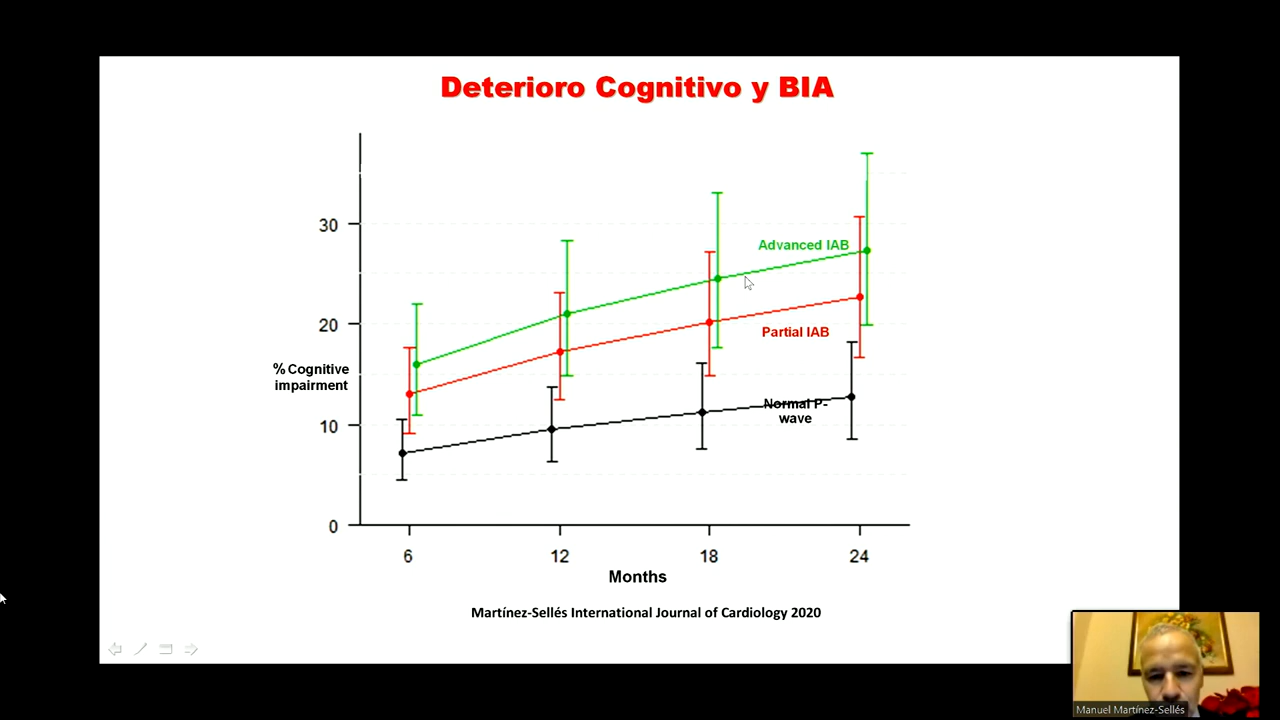 Deterioro Cognitivo y BIA
30
20
10
0
% Cognitive
impairment
Advanced IAB
Partial IAB
Normal P-
wave
6 12 18 24
Months
Martínez-Sellés International Journal of Cardiology 2020
Manuel Martínez-Sellés